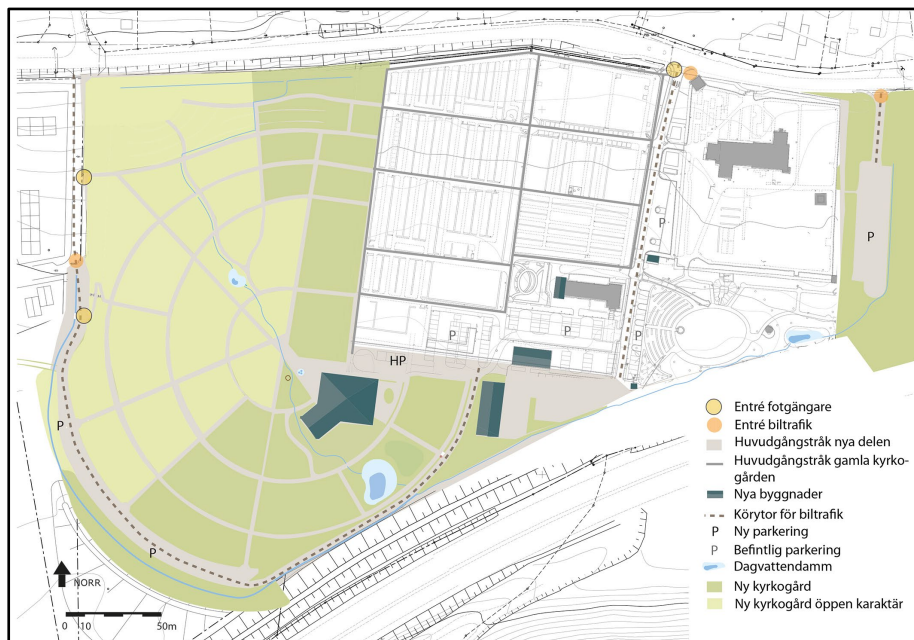 P
P
HP
P
P
P
P
P
Entré fotgängare
Entré biltrafik
Huvudgångstråk nya delen
Huvudgångstråk gamla kyrko-
gården
Nya byggnader
Körytor för biltrafik
P Ny parkering
P Befintlig parkering
Dagvattendamm
Ny kyrkogård
Ny kyrkogård öppen karaktär
P
NORR
0 10 50m